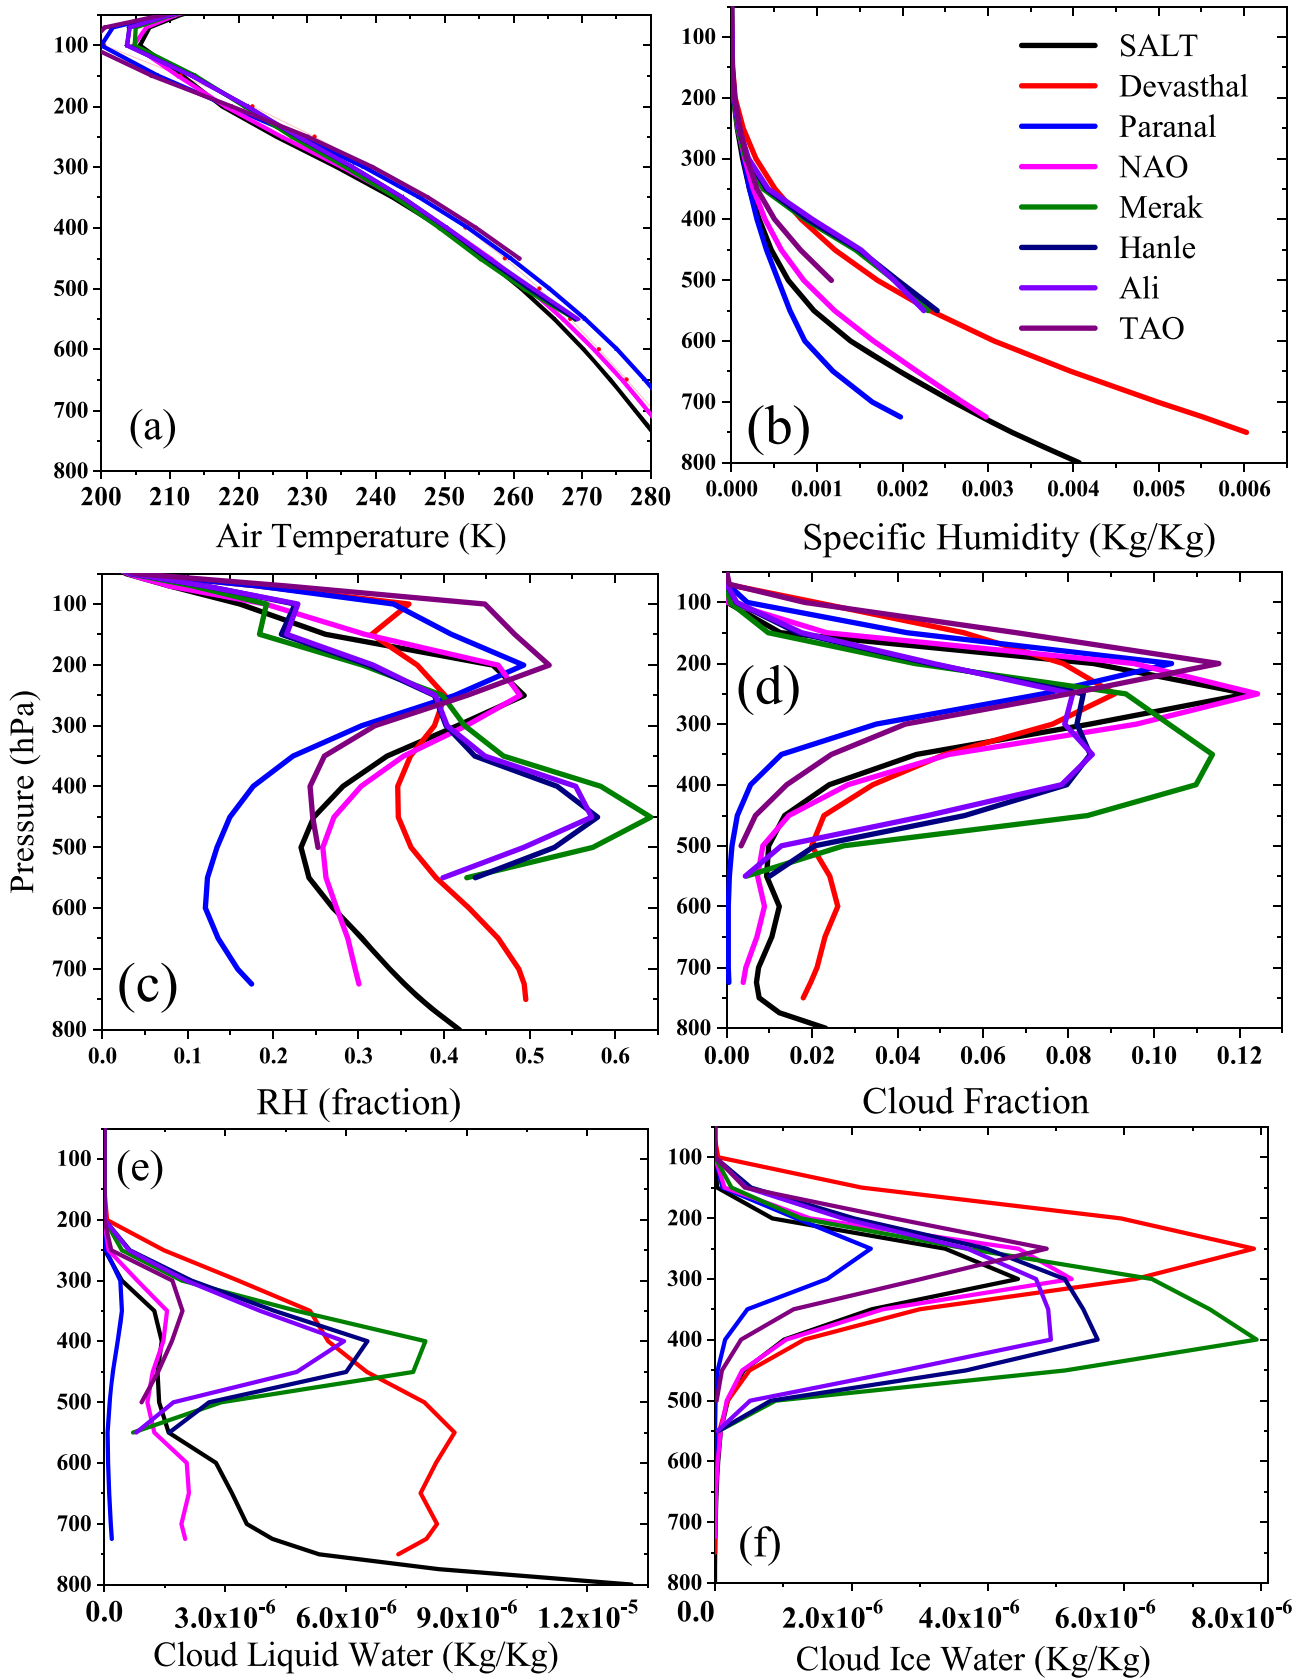 100
200
300
400
500
600
700
800
200 210 220 230 240 250 260 270 280
Air Temperature (K)
(a)
100
200
300
400
500
600
700
800
0.000 0.001 0.002 0.003 0.004 0.005 0.006
Specific Humidity (Kg/Kg)
(b)
SALT
Devasthal
Paranal
NAO
Merak
Hanle
Ali
TAO
Pressure (hPa)
100
200
300
400
500
600
700
800
0.0 0.1 0.2 0.3 0.4 0.5 0.6
RH (fraction)
(c)
100
200
300
400
500
600
700
800
0.00 0.02 0.04 0.06 0.08 0.10 0.12
Cloud Fraction
(d)
100
200
300
400
500
600
700
800
0.0 3.0x10⁻⁶ 6.0x10⁻⁶ 9.0x10⁻⁶ 1.2x10⁻⁵
Cloud Liquid Water (Kg/Kg)
(e)
100
200
300
400
500
600
700
800
0.0 2.0x10⁻⁶ 4.0x10⁻⁶ 6.0x10⁻⁶ 8.0x10⁻⁶
Cloud Ice Water (Kg/Kg)
(f)